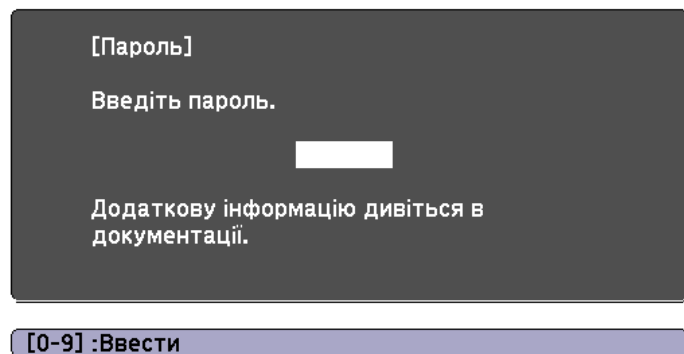 [Пароль]
Введіть пароль.
Додаткову інформацію дивіться в
документації.
[0-9] :Ввести